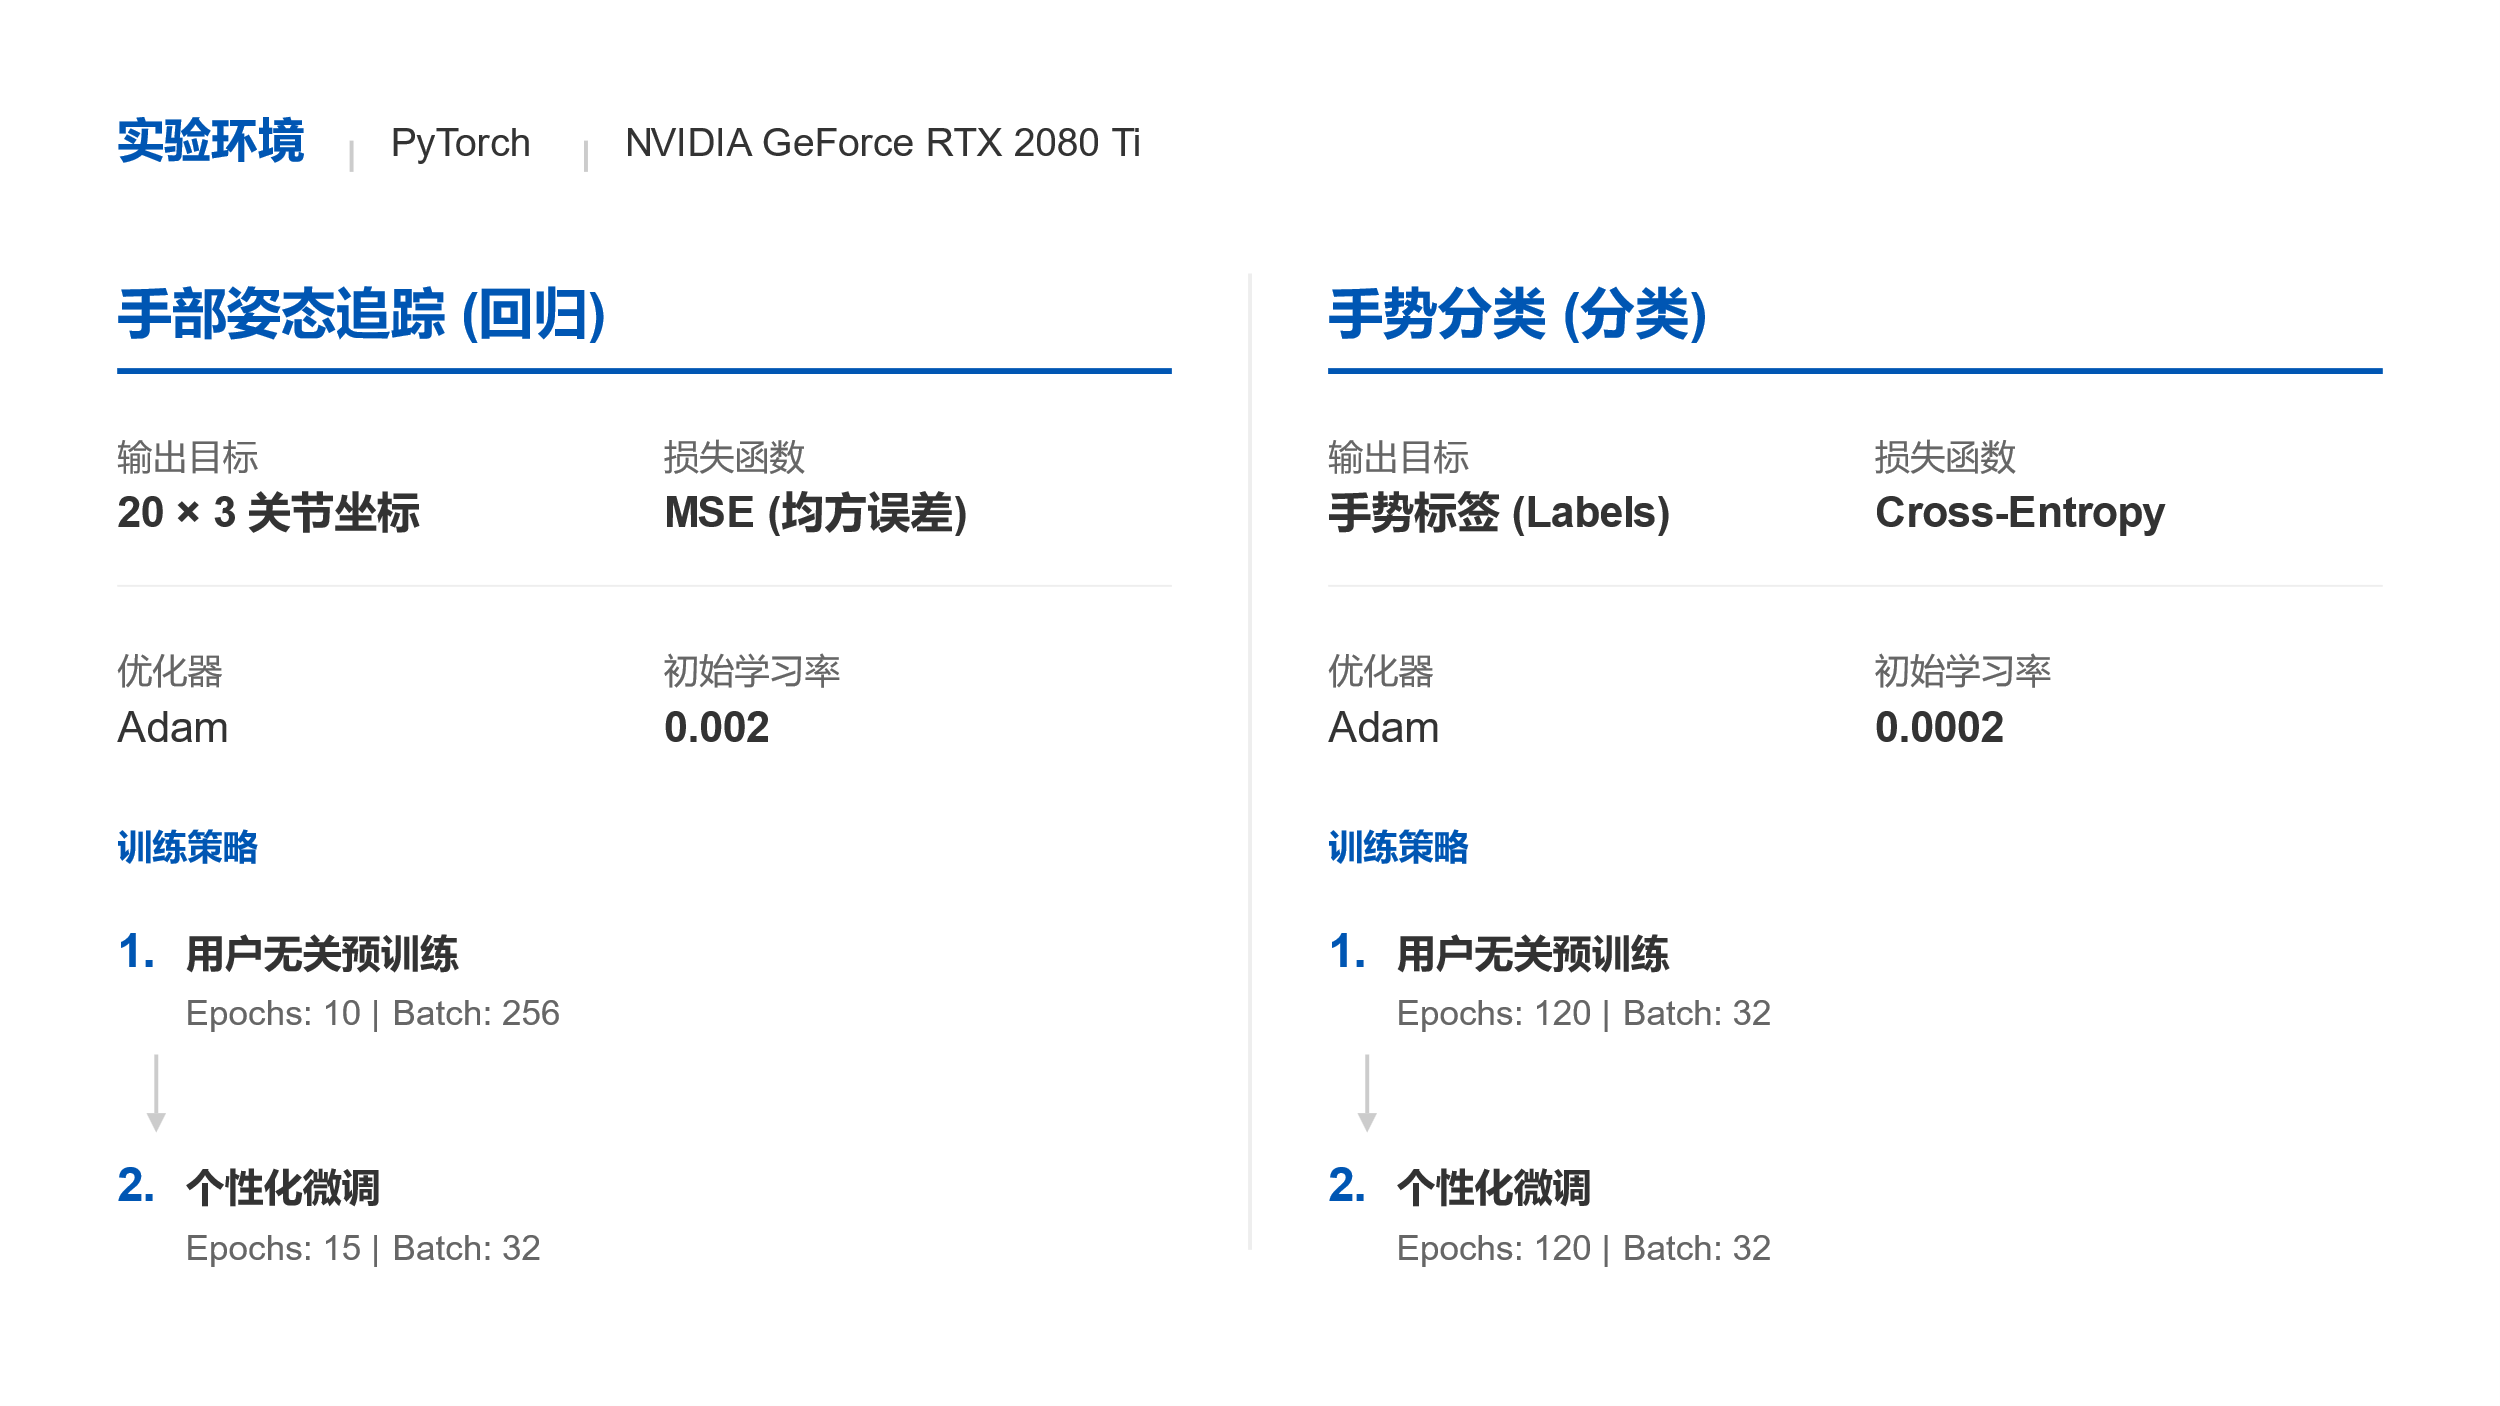 实验环境 | PyTorch | NVIDIA GeForce RTX 2080 Ti
手部姿态追踪 (回归)
输出目标 损失函数
20 × 3 关节坐标 MSE (均方误差)
优化器 初始学习率
Adam 0.002
训练策略
1. 用户无关预训练
Epochs: 10 | Batch: 256
2. 个性化微调
Epochs: 15 | Batch: 32
手势分类 (分类)
输出目标 损失函数
手势标签 (Labels) Cross-Entropy
优化器 初始学习率
Adam 0.0002
训练策略
1. 用户无关预训练
Epochs: 120 | Batch: 32
2. 个性化微调
Epochs: 120 | Batch: 32